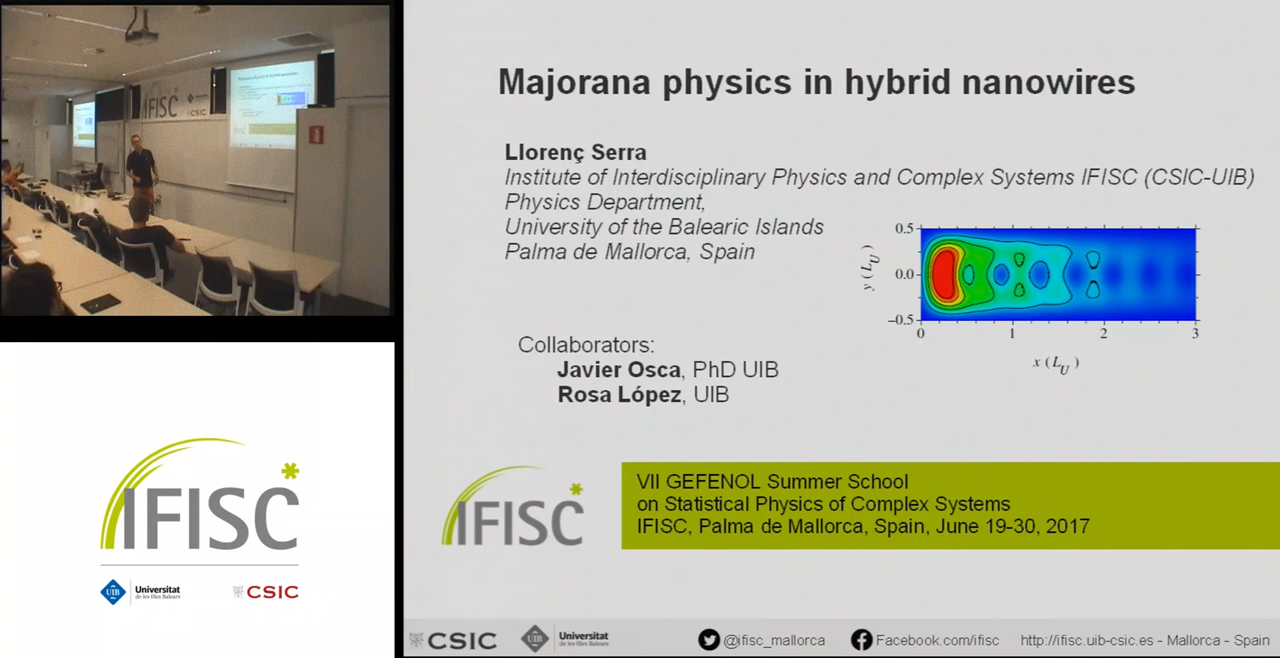 IFISC
CSIC
Majorana physics in hybrid nanowires
Llorenç Serra
Institute of Interdisciplinary Physics and Complex Systems IFISC (CSIC-UIB)
Physics Department,
University of the Balearic Islands
Palma de Mallorca, Spain
0.5
0.0
−0.5
y (L_U)
0 1 2 3
x (L_U)
Collaborators:
Javier Osca, PhD UIB
Rosa López, UIB
IFISC
VII GEFENOL Summer School
on Statistical Physics of Complex Systems
IFISC, Palma de Mallorca, Spain, June 19-30, 2017
IFISC
UIB Universitat
de les Illes Balears
CSIC
CSIC
UIB Universitat
@ifisc_mallorca
Facebook.com/ifisc
http://ifisc.uib-csic.es - Mallorca - Spain